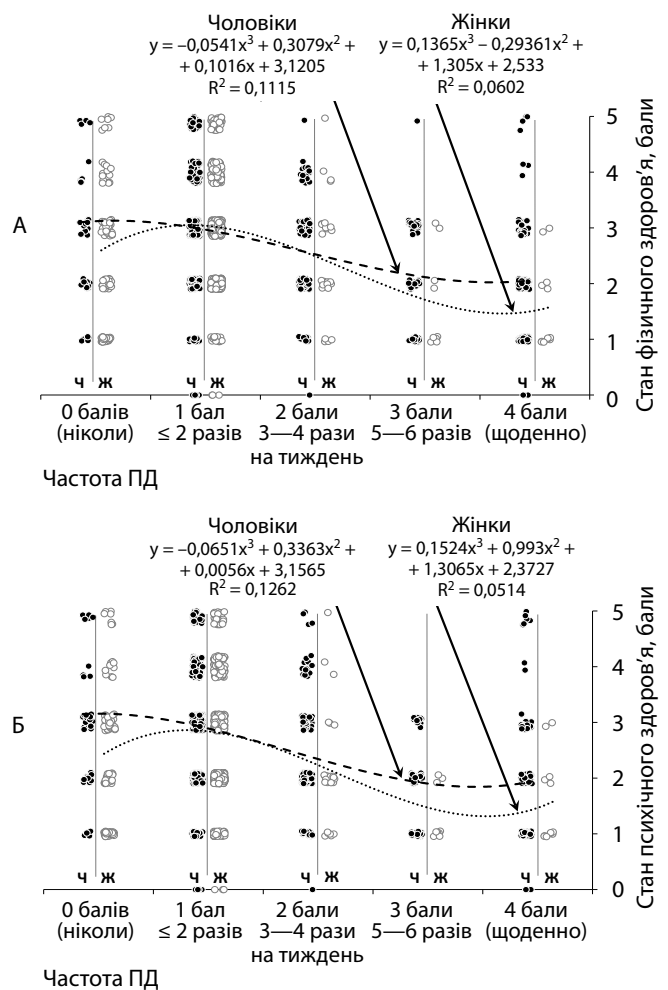 Чоловіки
y = –0,0541x³ + 0,3079x² +
+ 0,1016x + 3,1205
R² = 0,1115
Жінки
y = 0,1365x³ – 0,29361x² +
+ 1,305x + 2,533
R² = 0,0602
А
5
4
3
2
1
0
Стан фізичного здоров’я, бали
Ч Ж Ч Ж Ч Ж Ч Ж Ч Ж
0 балів 1 бал 2 бали 3 бали 4 бали
(ніколи) ≤ 2 разів 3—4 рази 5—6 разів (щоденно)
на тиждень
Частота ПД
Чоловіки
y = –0,0651x³ + 0,3363x² +
+ 0,0056x + 3,1565
R² = 0,1262
Жінки
y = 0,1524x³ + 0,993x² +
+ 1,3065x + 2,3727
R² = 0,0514
Б
5
4
3
2
1
0
Стан психічного здоров’я, бали
Ч Ж Ч Ж Ч Ж Ч Ж Ч Ж
0 балів 1 бал 2 бали 3 бали 4 бали
(ніколи) ≤ 2 разів 3—4 рази 5—6 разів (щоденно)
на тиждень
Частота ПД